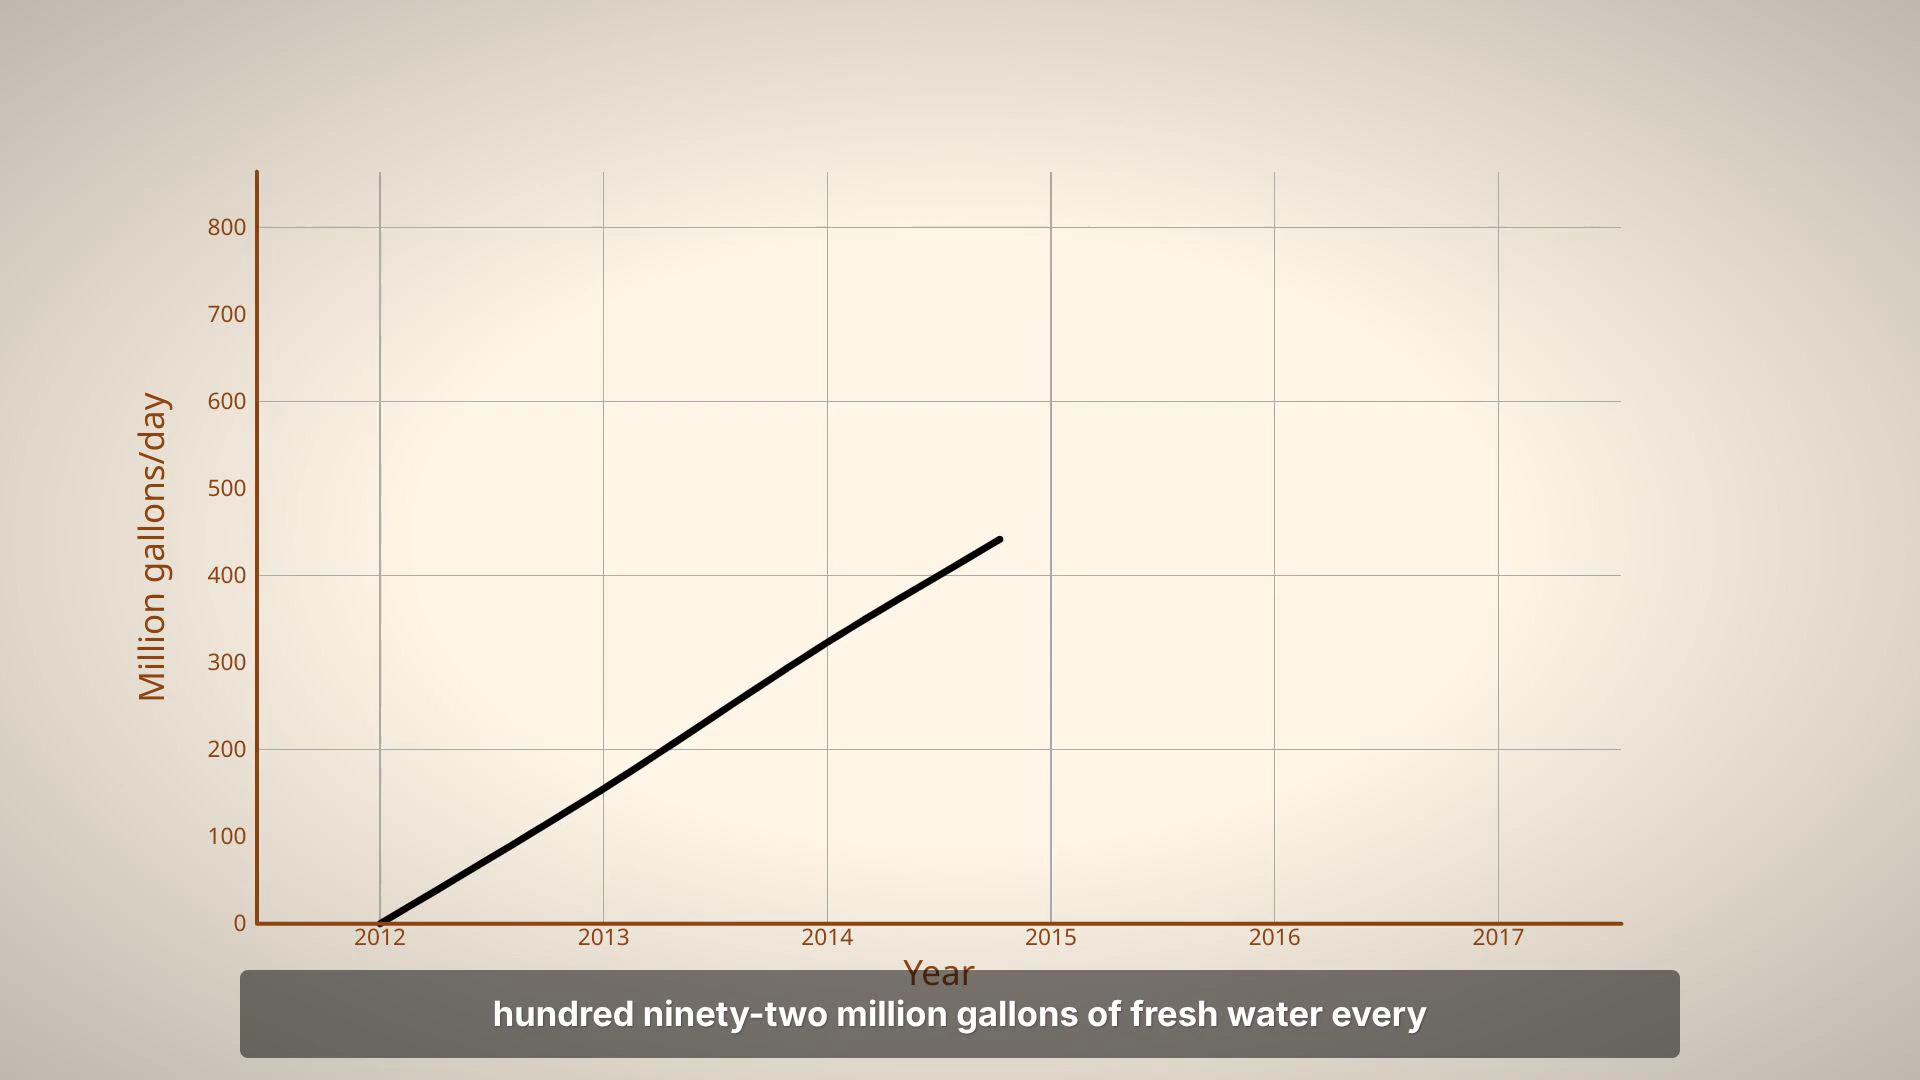 800
700
600
500
400
300
200
100
0
Million gallons/day
2012 2013 2014 2015 2016 2017
Year
hundred ninety-two million gallons of fresh water every